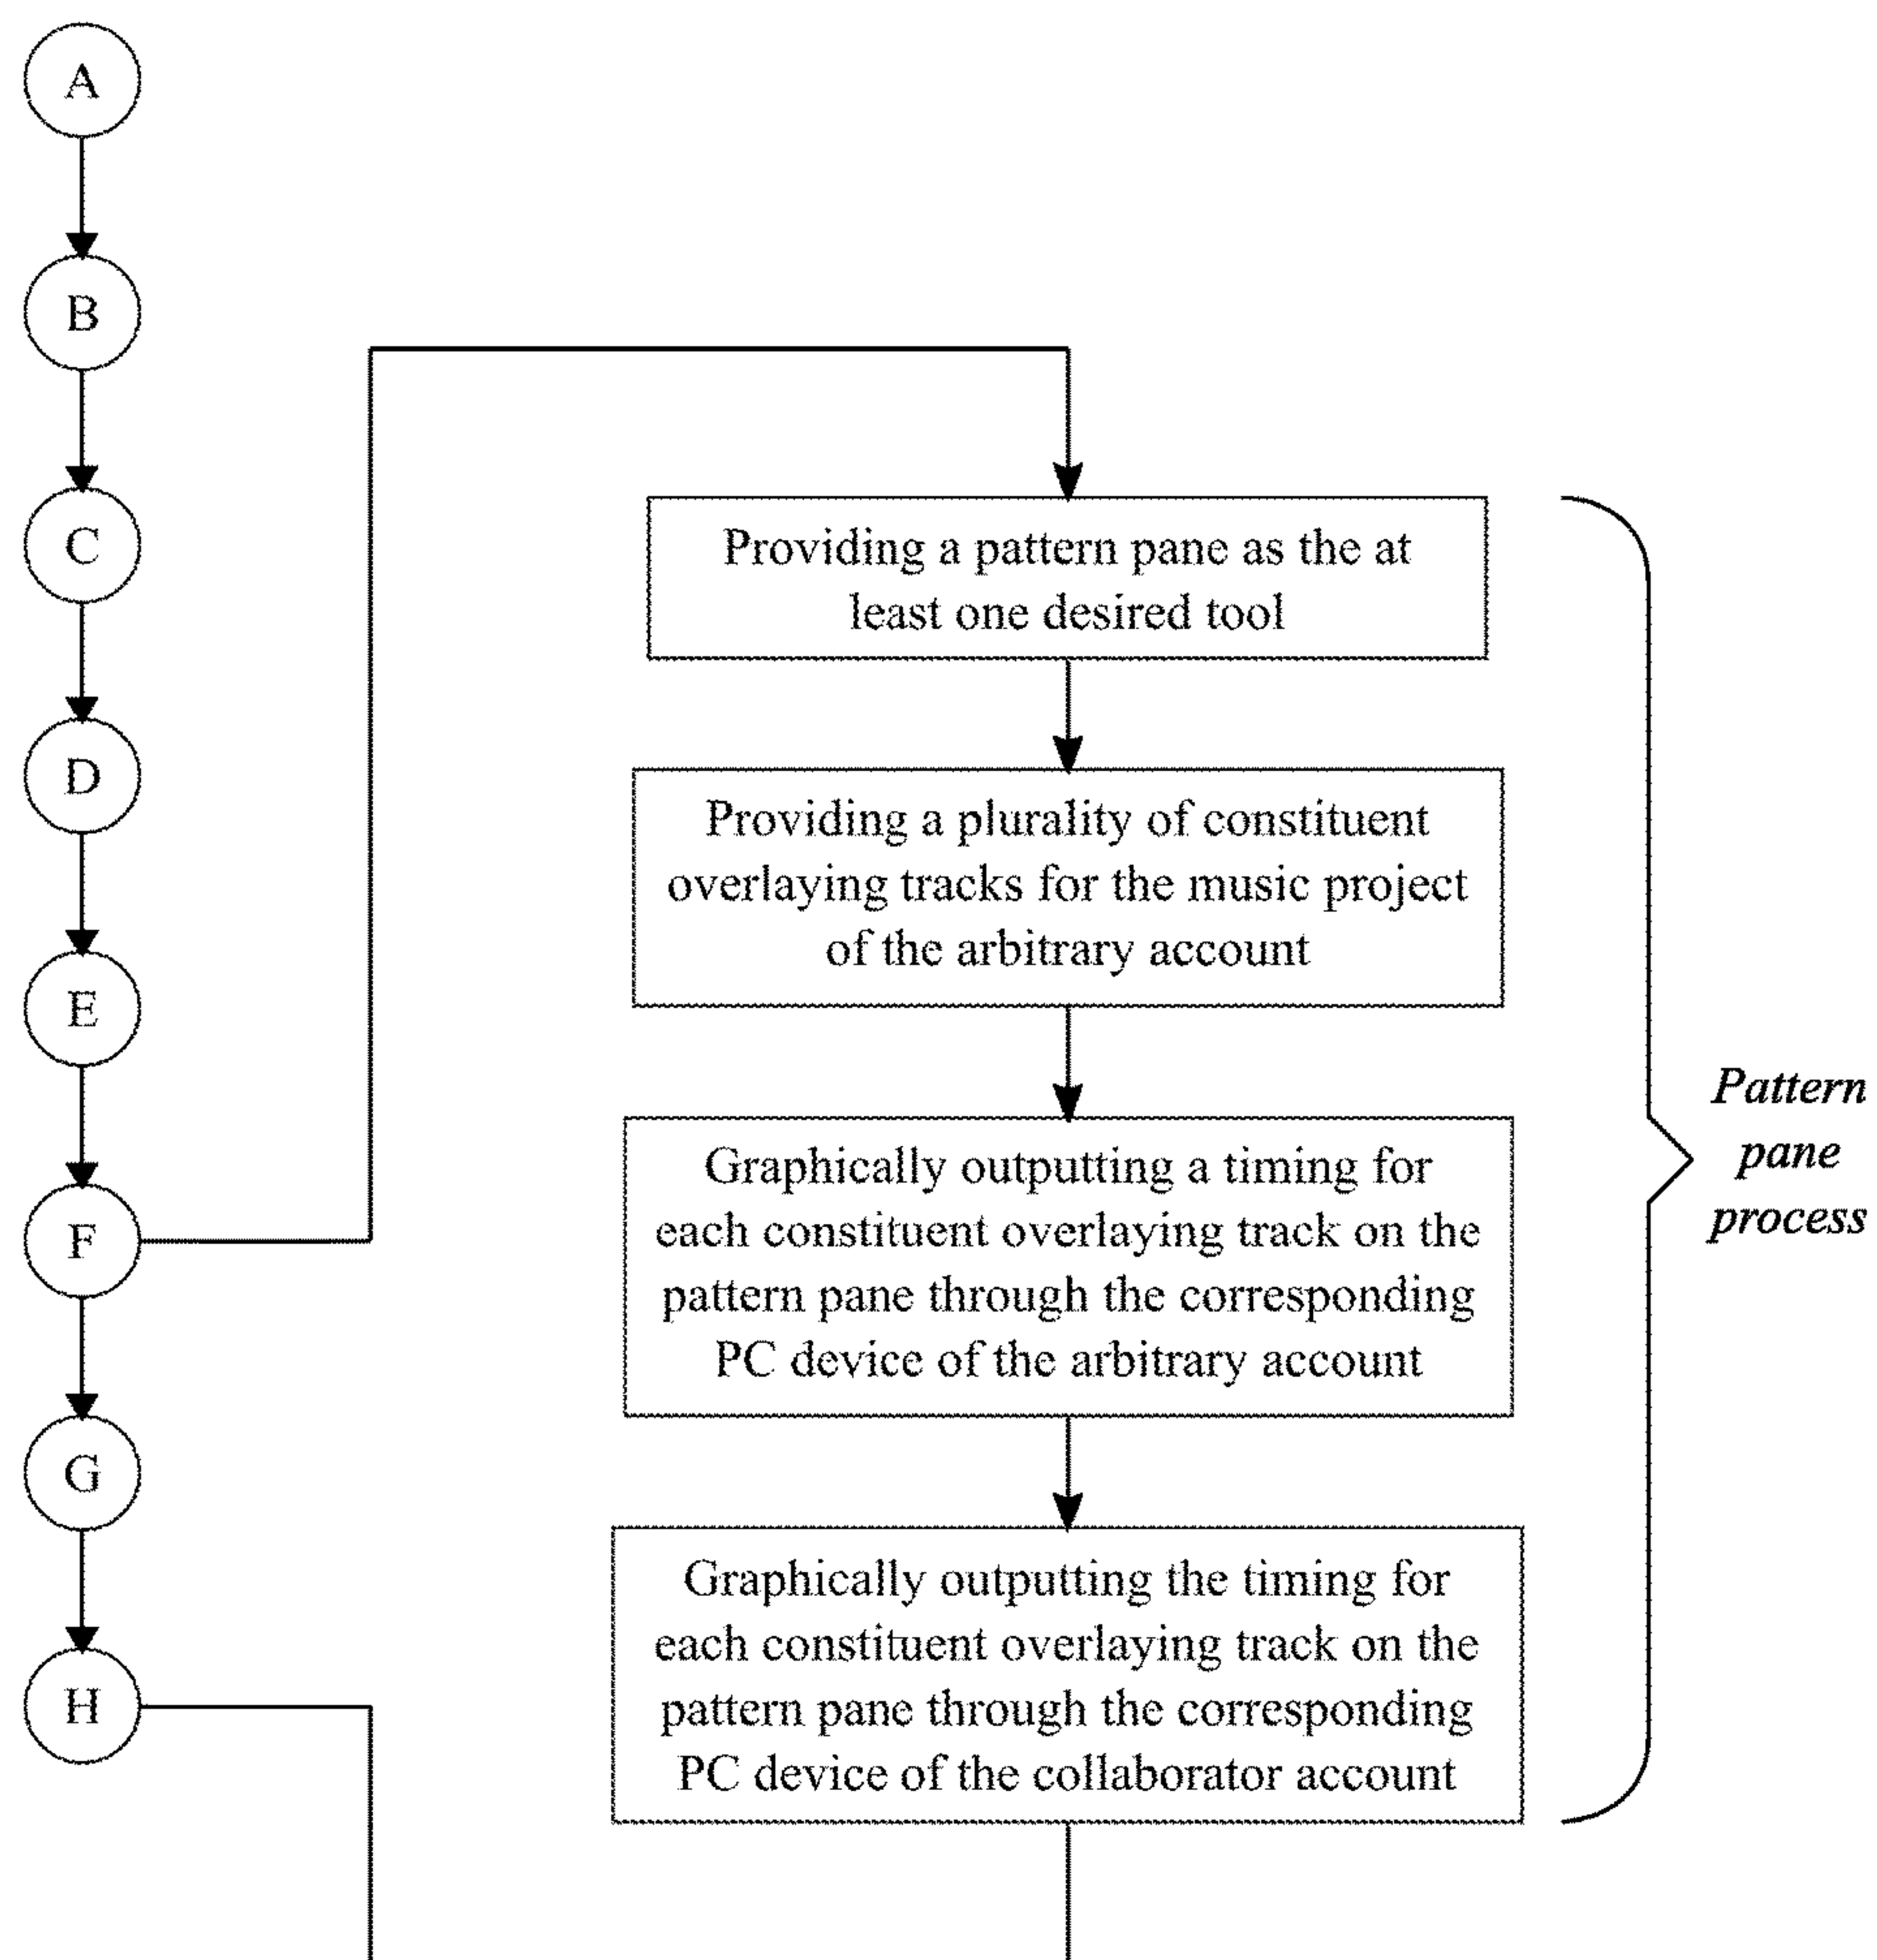 A
B
C
D
E
F
G
H
Providing a pattern pane as the at
least one desired tool
Providing a plurality of constituent
overlaying tracks for the music project
of the arbitrary account
Graphically outputting a timing for
each constituent overlaying track on the
pattern pane through the corresponding
PC device of the arbitrary account
Graphically outputting the timing for
each constituent overlaying track on the
pattern pane through the corresponding
PC device of the collaborator account
Pattern
pane
process